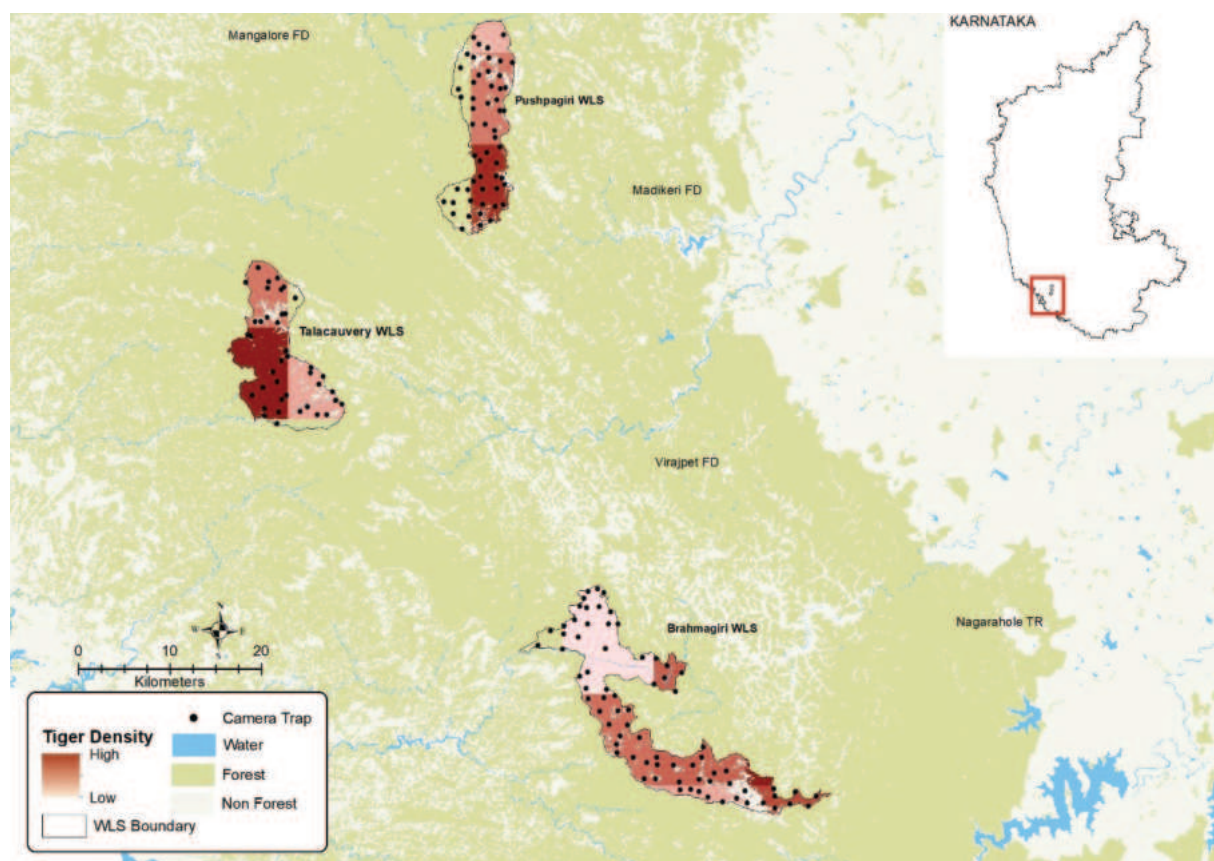 KARNATAKA
Mangalore FD
Pushpagiri WLS
Madikeri FD
Talacauvery WLS
Virajpet FD
Brahmagiri WLS
Nagarahole TR
N
W E
S
0 10 20
Kilometers
Tiger Density
High
Low
WLS Boundary
Camera Trap
Water
Forest
Non Forest